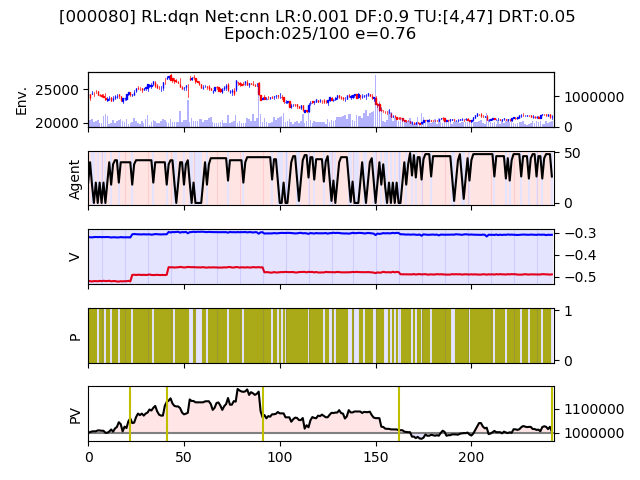 [000080] RL:dqn Net:cnn LR:0.001 DF:0.9 TU:[4,47] DRT:0.05
Epoch:025/100 e=0.76
Env.
25000
20000
1000000
0
Agent
50
0
V
−0.3
−0.4
−0.5
P
1
0
PV
1100000
1000000
0 50 100 150 200